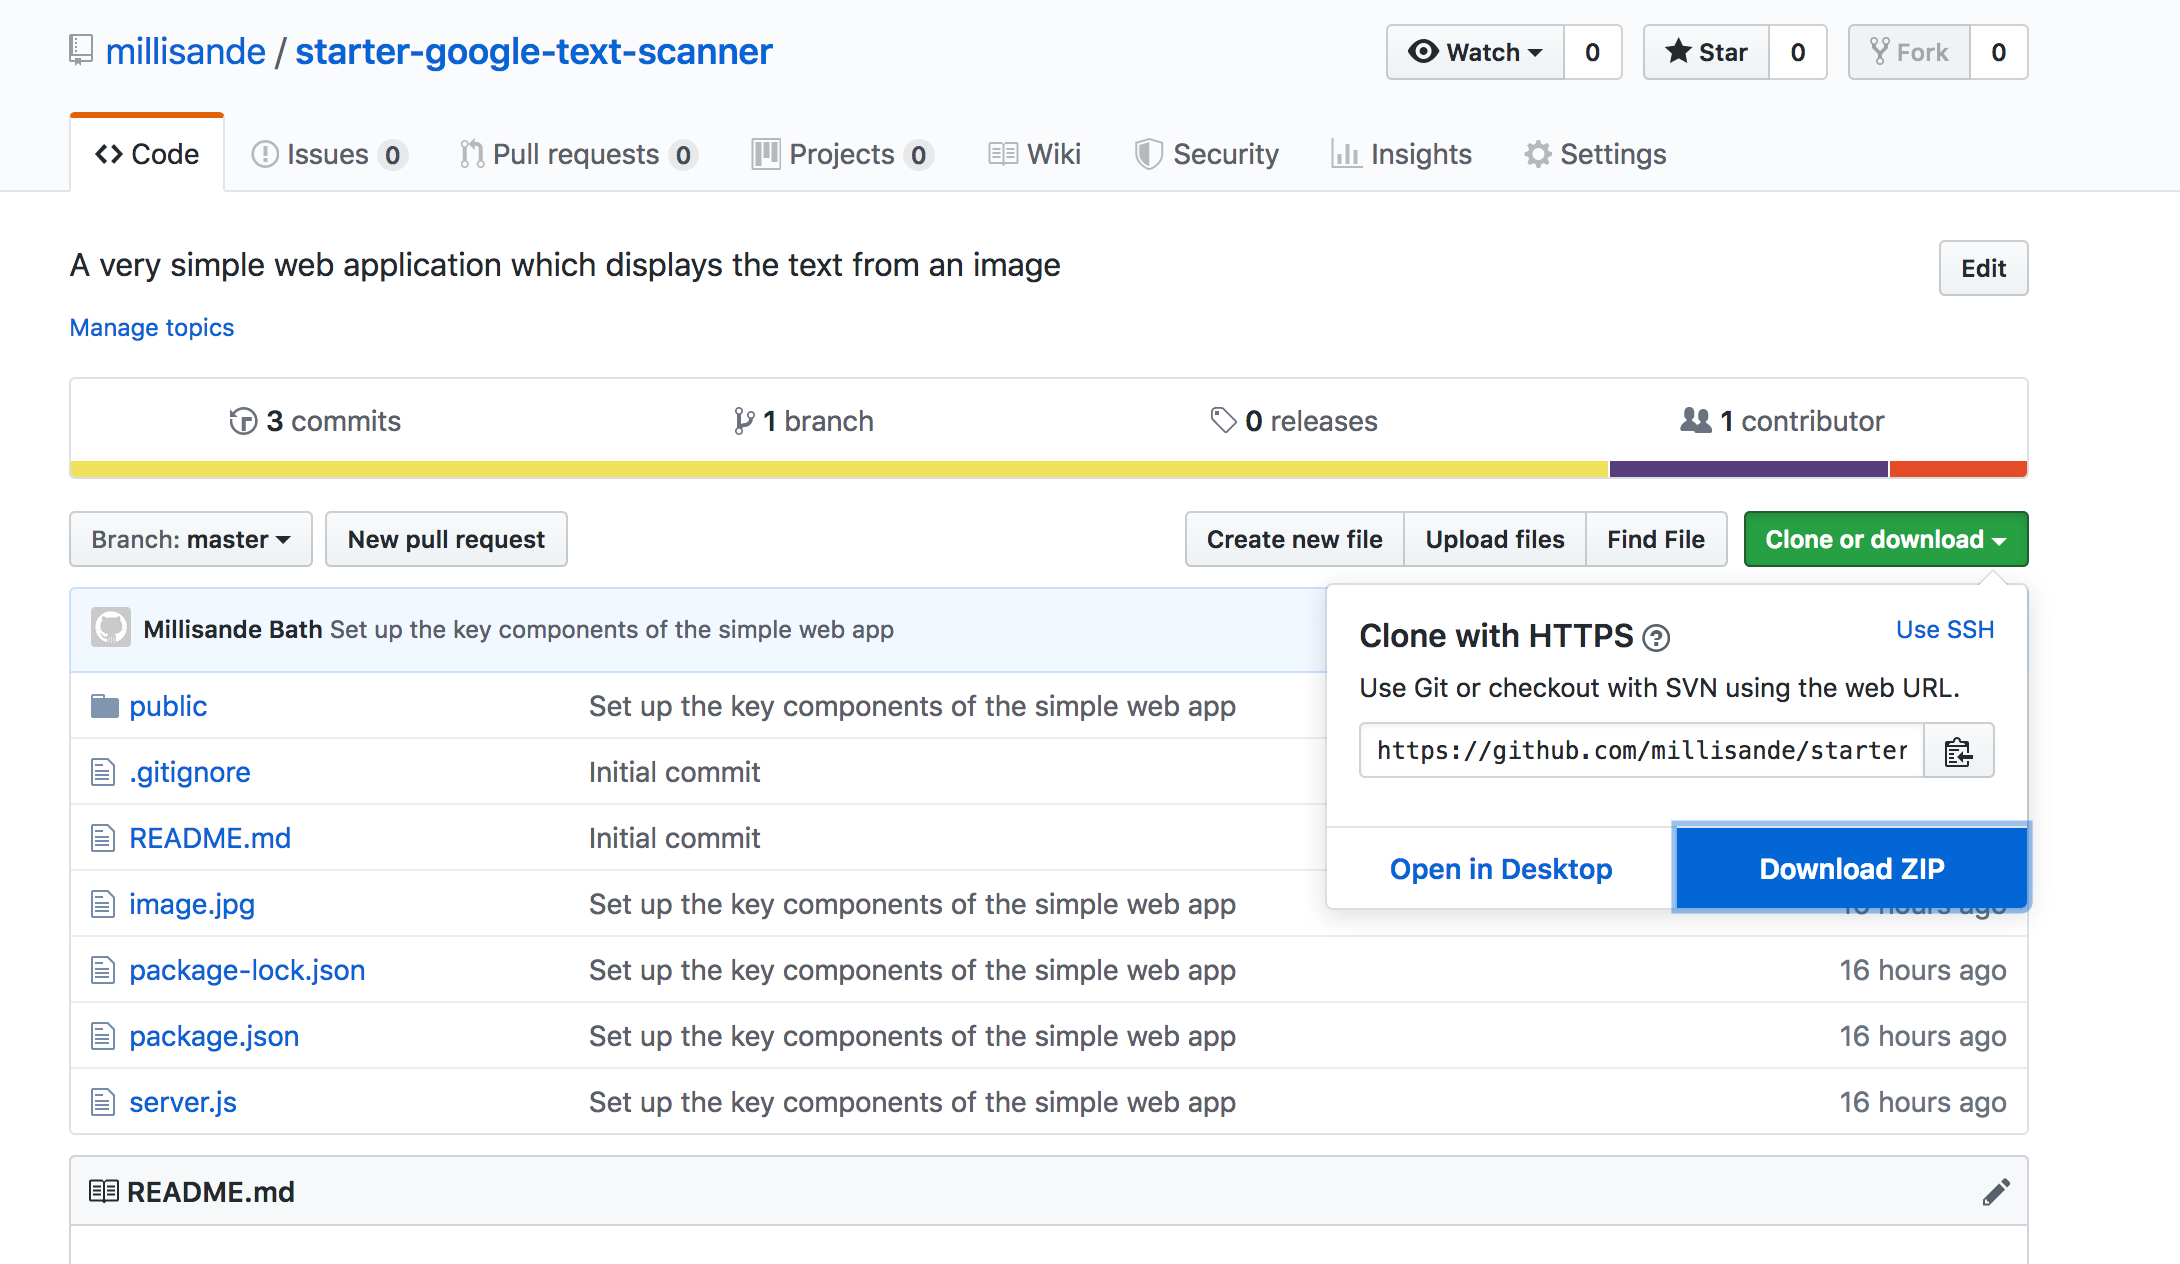 millisande / starter-google-text-scanner
Watch 0 Star 0 Fork 0
Code Issues 0 Pull requests 0 Projects 0 Wiki Security Insights Settings
A very simple web application which displays the text from an image
Edit
Manage topics
3 commits 1 branch 0 releases 1 contributor
Branch: master New pull request Create new file Upload files Find File Clone or download
Millisande Bath Set up the key components of the simple web app
Clone with HTTPS ? Use SSH
Use Git or checkout with SVN using the web URL.
https://github.com/millisande/starter
Open in Desktop Download ZIP
public Set up the key components of the simple web app
.gitignore Initial commit
README.md Initial commit
image.jpg Set up the key components of the simple web app 16 hours ago
package-lock.json Set up the key components of the simple web app 16 hours ago
package.json Set up the key components of the simple web app 16 hours ago
server.js Set up the key components of the simple web app 16 hours ago
README.md